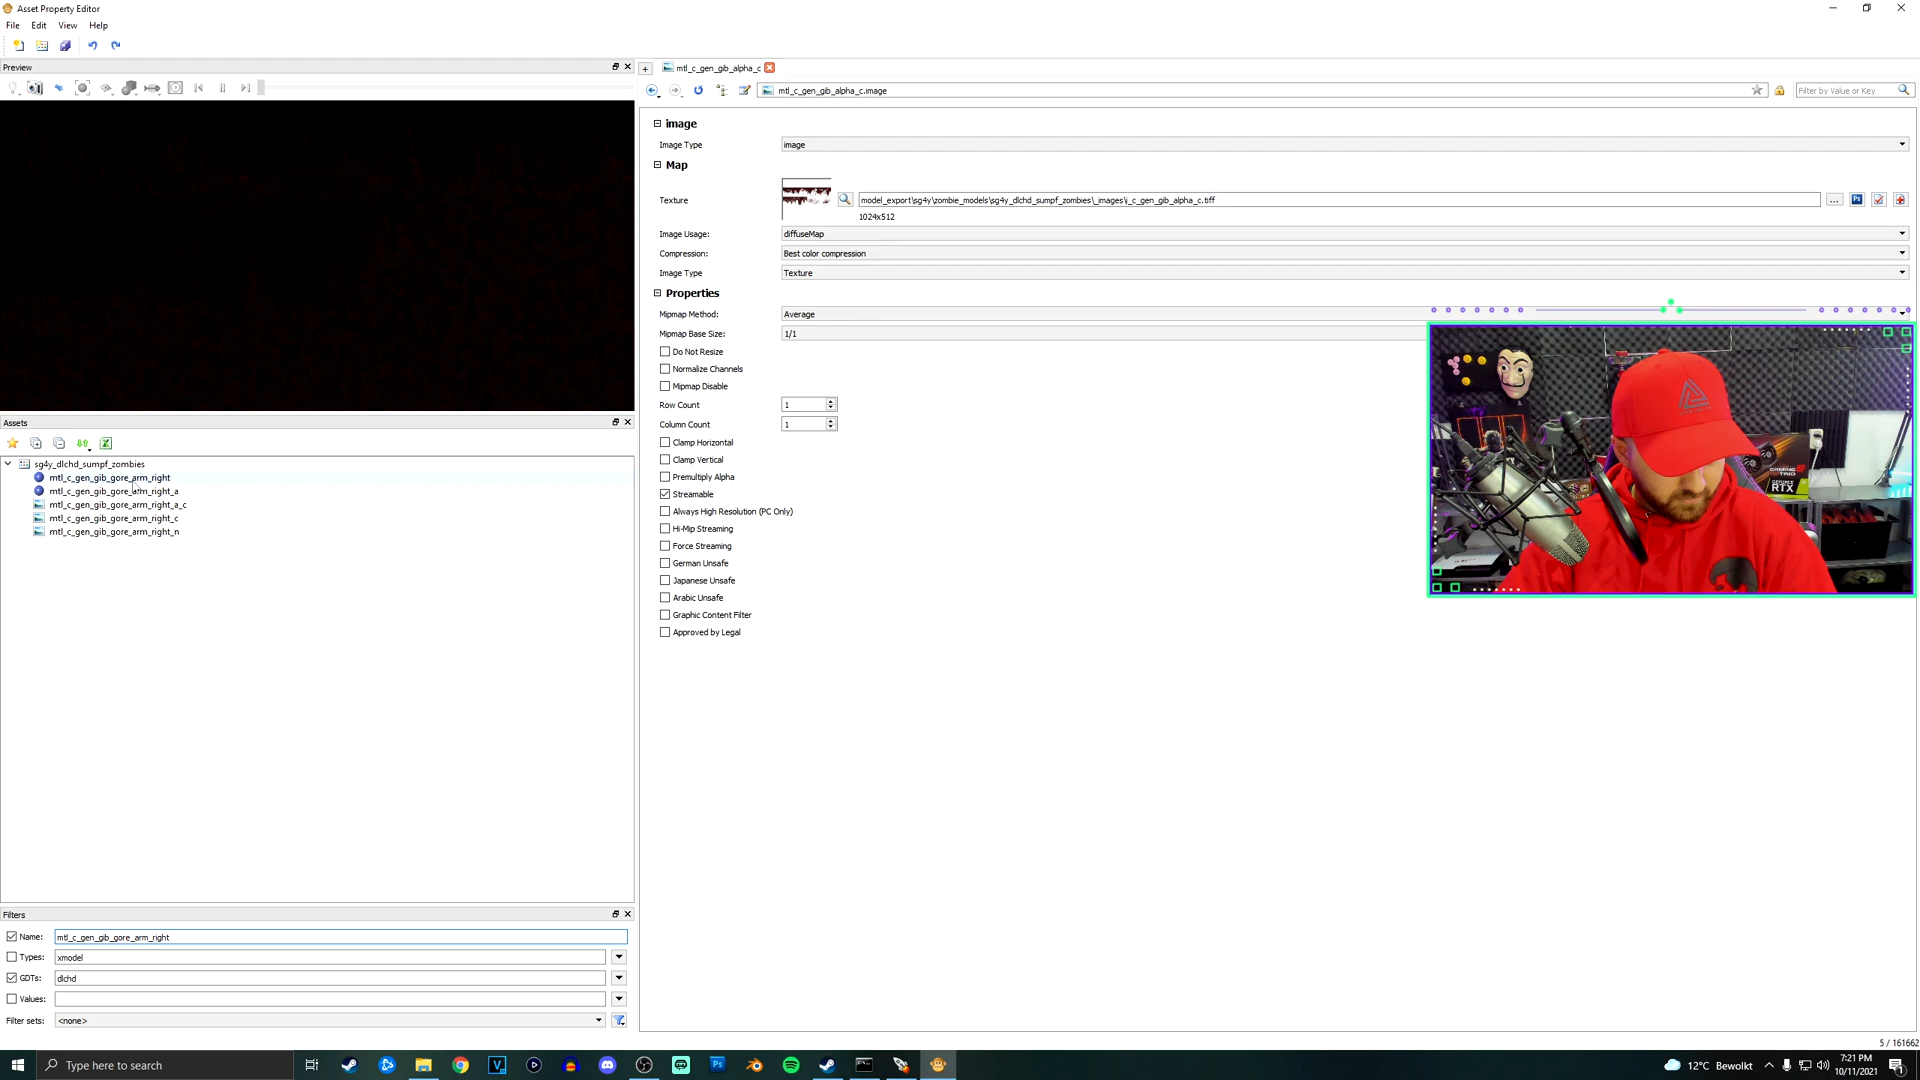 Asset Property Editor
File Edit View Help
Preview
mtl_c_gen_gib_alpha_c
mtl_c_gen_gib_alpha_c.image
Filter by Value or Key
image
Image Type image
Map
Texture model_export\sg4y\zombie_models\sg4y_dlchd_sumpf_zombies\_images\i_c_gen_gib_alpha_c.tiff
... Ps
1024x512
Image Usage: diffuseMap
Compression: Best color compression
Image Type Texture
Properties
Mipmap Method: Average
Mipmap Base Size: 1/1
Do Not Resize
Normalize Channels
Mipmap Disable
Row Count 1
Column Count 1
Clamp Horizontal
Clamp Vertical
Premultiply Alpha
Streamable
Always High Resolution (PC Only)
Hi-Mip Streaming
Force Streaming
German Unsafe
Japanese Unsafe
Arabic Unsafe
Graphic Content Filter
Approved by Legal
GAMING
TRIO
GEFORCE
RTX
Assets
sg4y_dlchd_sumpf_zombies
mtl_c_gen_gib_gore_arm_right
mtl_c_gen_gib_gore_arm_right_a
mtl_c_gen_gib_gore_arm_right_a_c
mtl_c_gen_gib_gore_arm_right_c
mtl_c_gen_gib_gore_arm_right_n
Filters
Name: mtl_c_gen_gib_gore_arm_right
Types: xmodel
GDTs: dlchd
Values:
Filter sets: <none>
5 / 161662
Type here to search
12°C Bewolkt
7:21 PM
10/11/2021